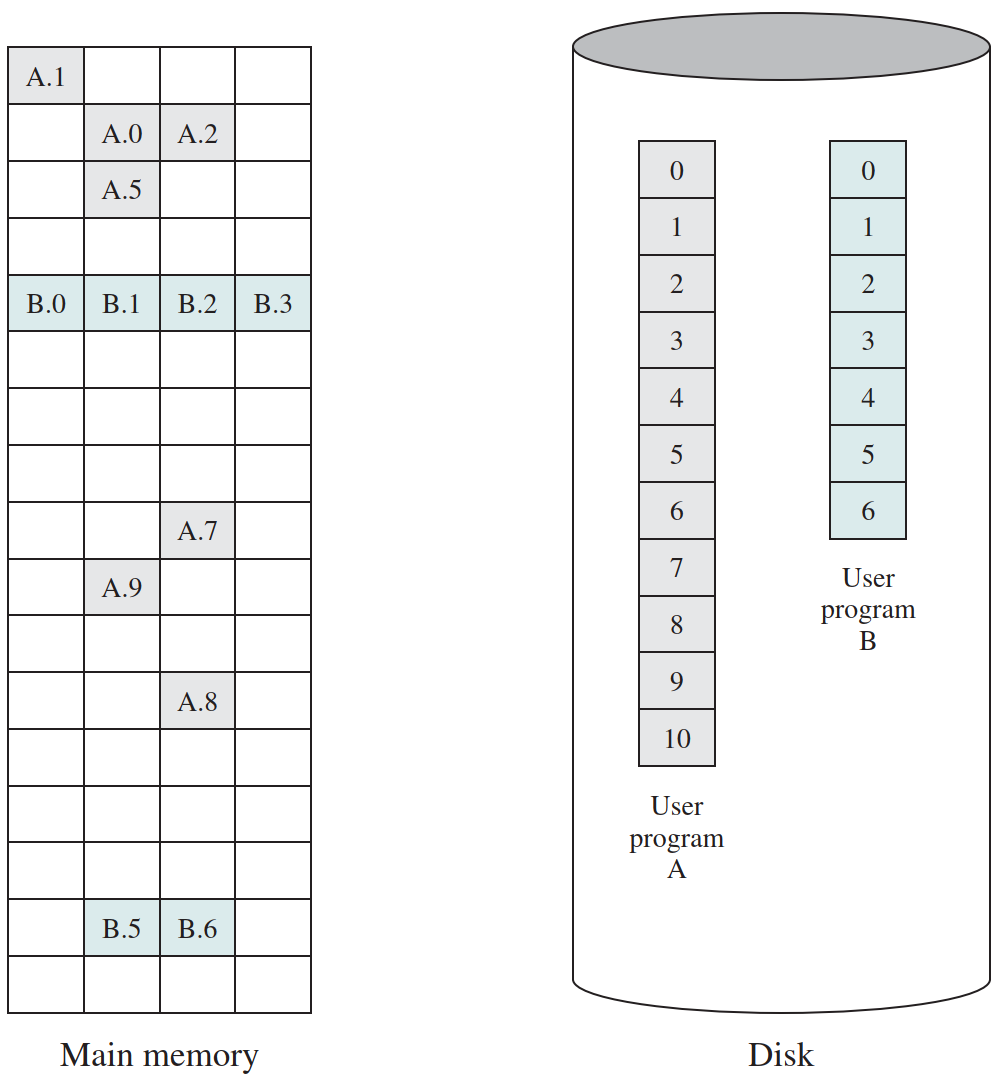 A.1
A.0 A.2
A.5
B.0 B.1 B.2 B.3
A.7
A.9
A.8
B.5 B.6
Main memory
0
1
2
3
4
5
6
7
8
9
10
User
program
A
0
1
2
3
4
5
6
User
program
B
Disk